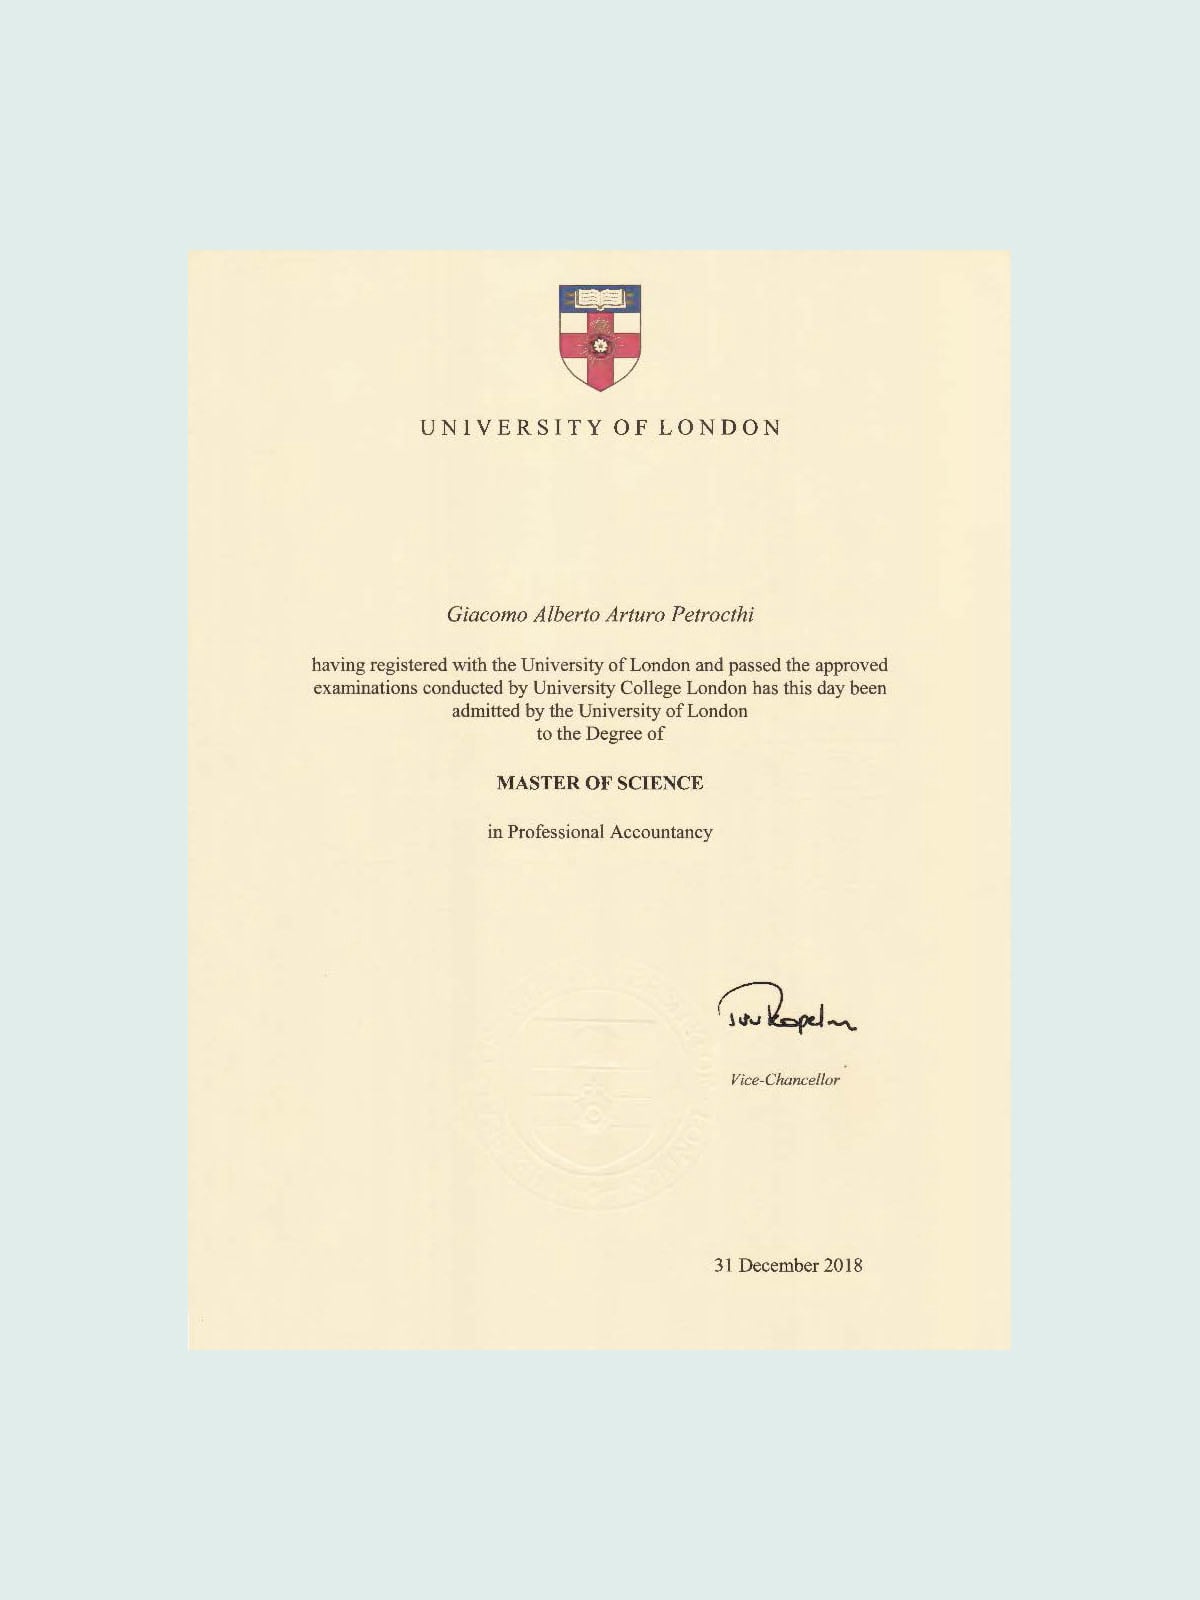 UNIVERSITY OF LONDON
Giacomo Alberto Arturo Petrocthi
having registered with the University of London and passed the approved
examinations conducted by University College London has this day been
admitted by the University of London
to the Degree of
MASTER OF SCIENCE
in Professional Accountancy
Vice-Chancellor
31 December 2018